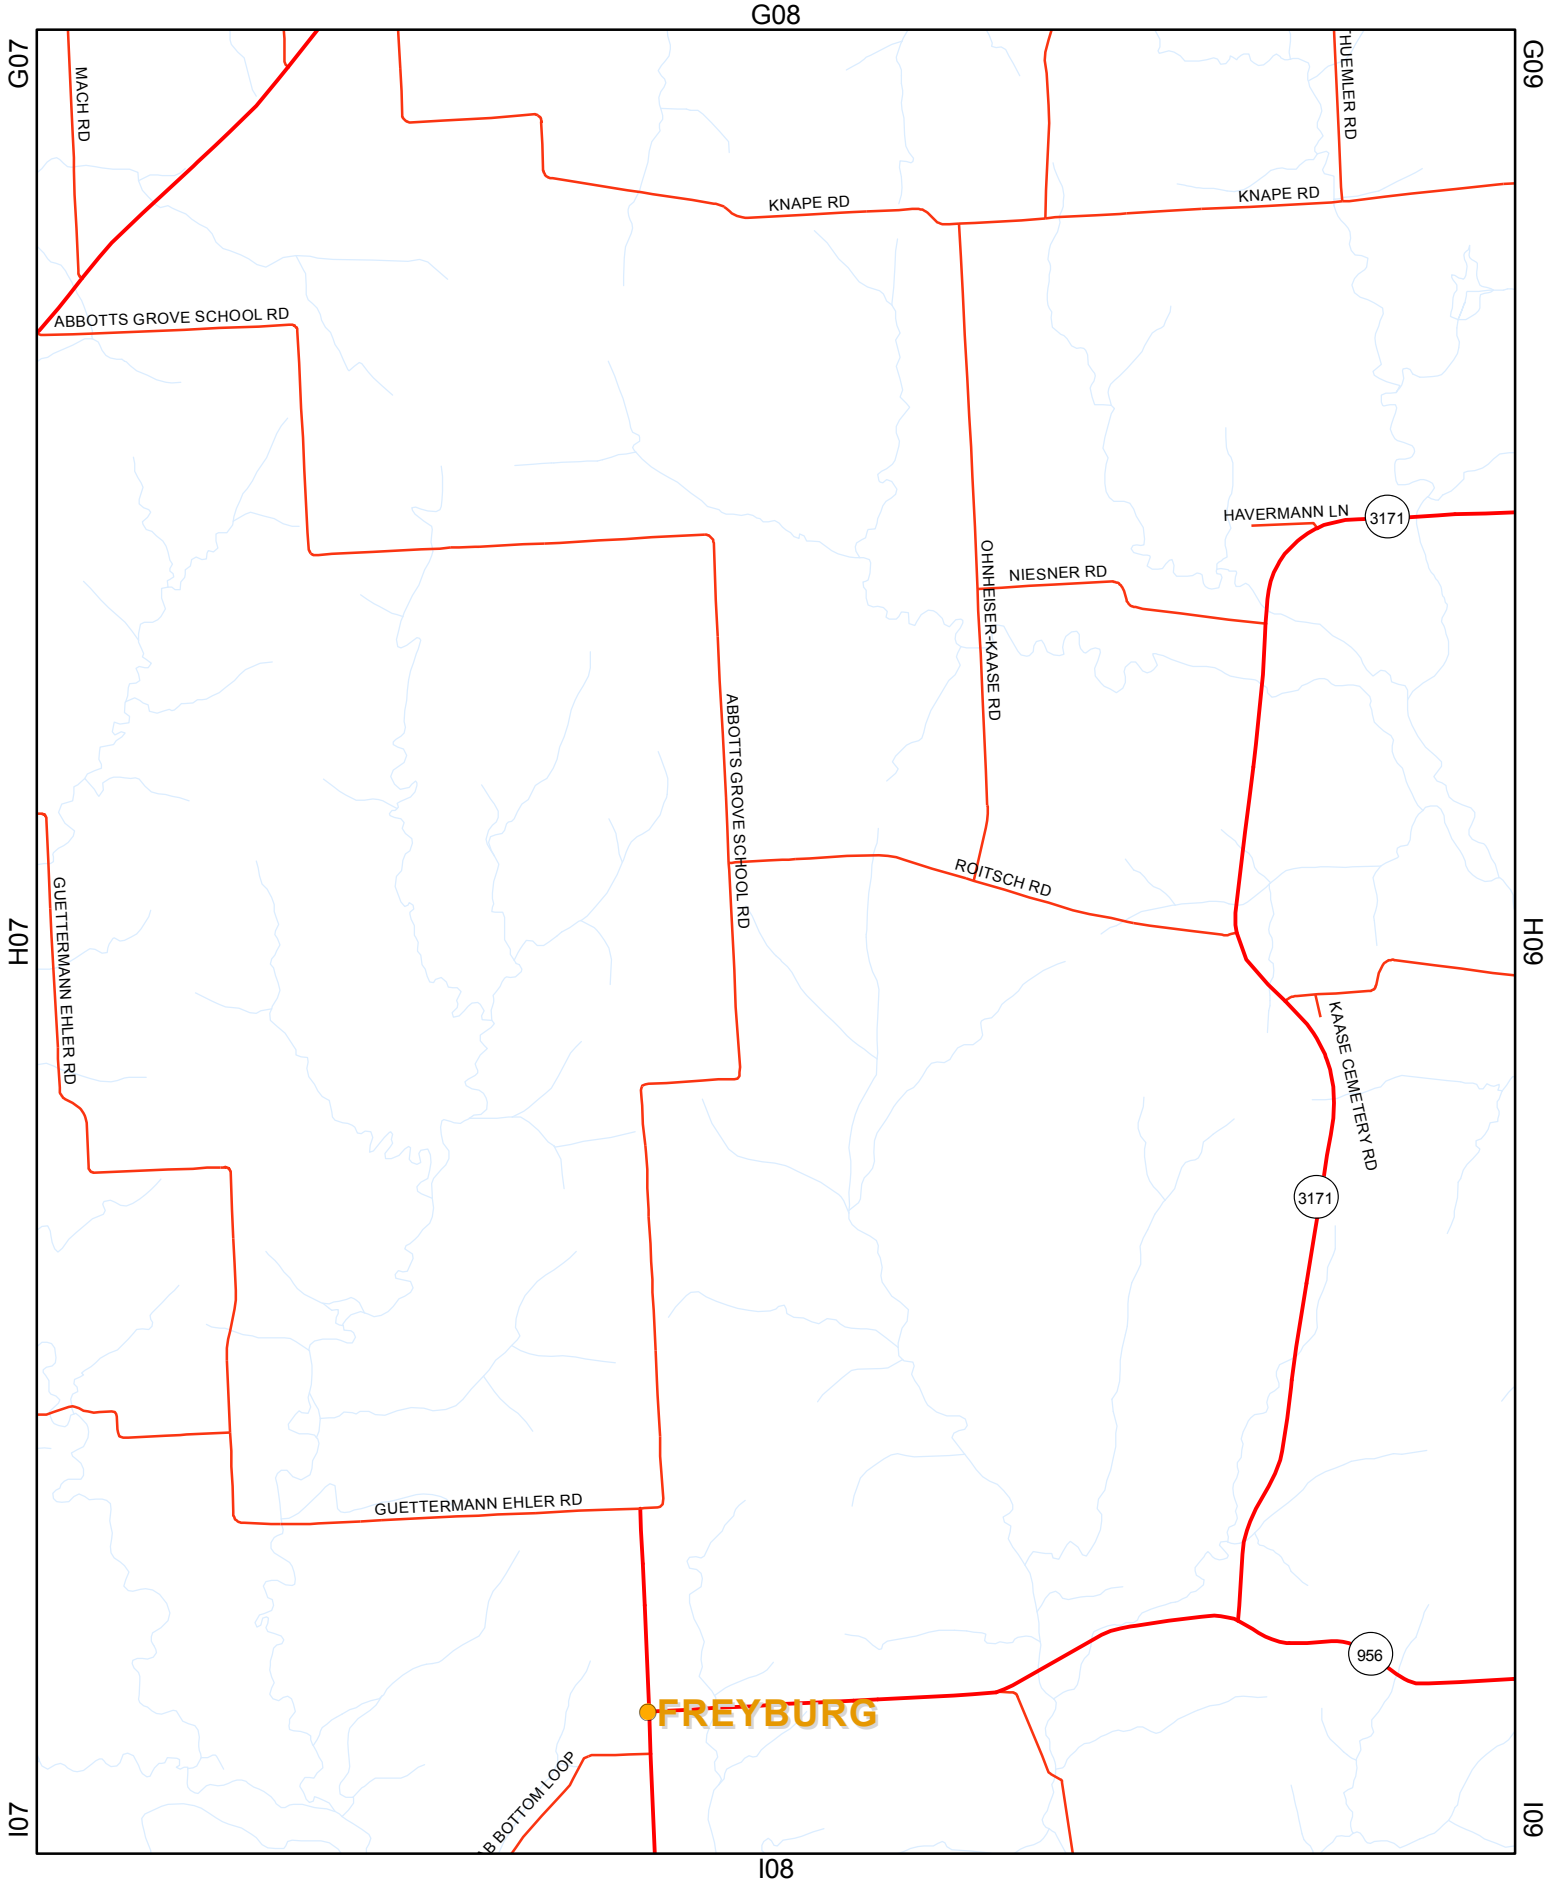 G08
G07
G09
MACH RD
THUEMLER RD
KNAPE RD
KNAPE RD
ABBOTTS GROVE SCHOOL RD
HAVERMANN LN
3171
OHNHEISER-KAASE RD
NIESNER RD
ABBOTTS GROVE SCHOOL RD
ROITSCH RD
GUETTERMANN EHLER RD
H07
H09
KAASE CEMETERY RD
3171
GUETTERMANN EHLER RD
956
FREYBURG
AB BOTTOM LOOP
I07
I09
I08